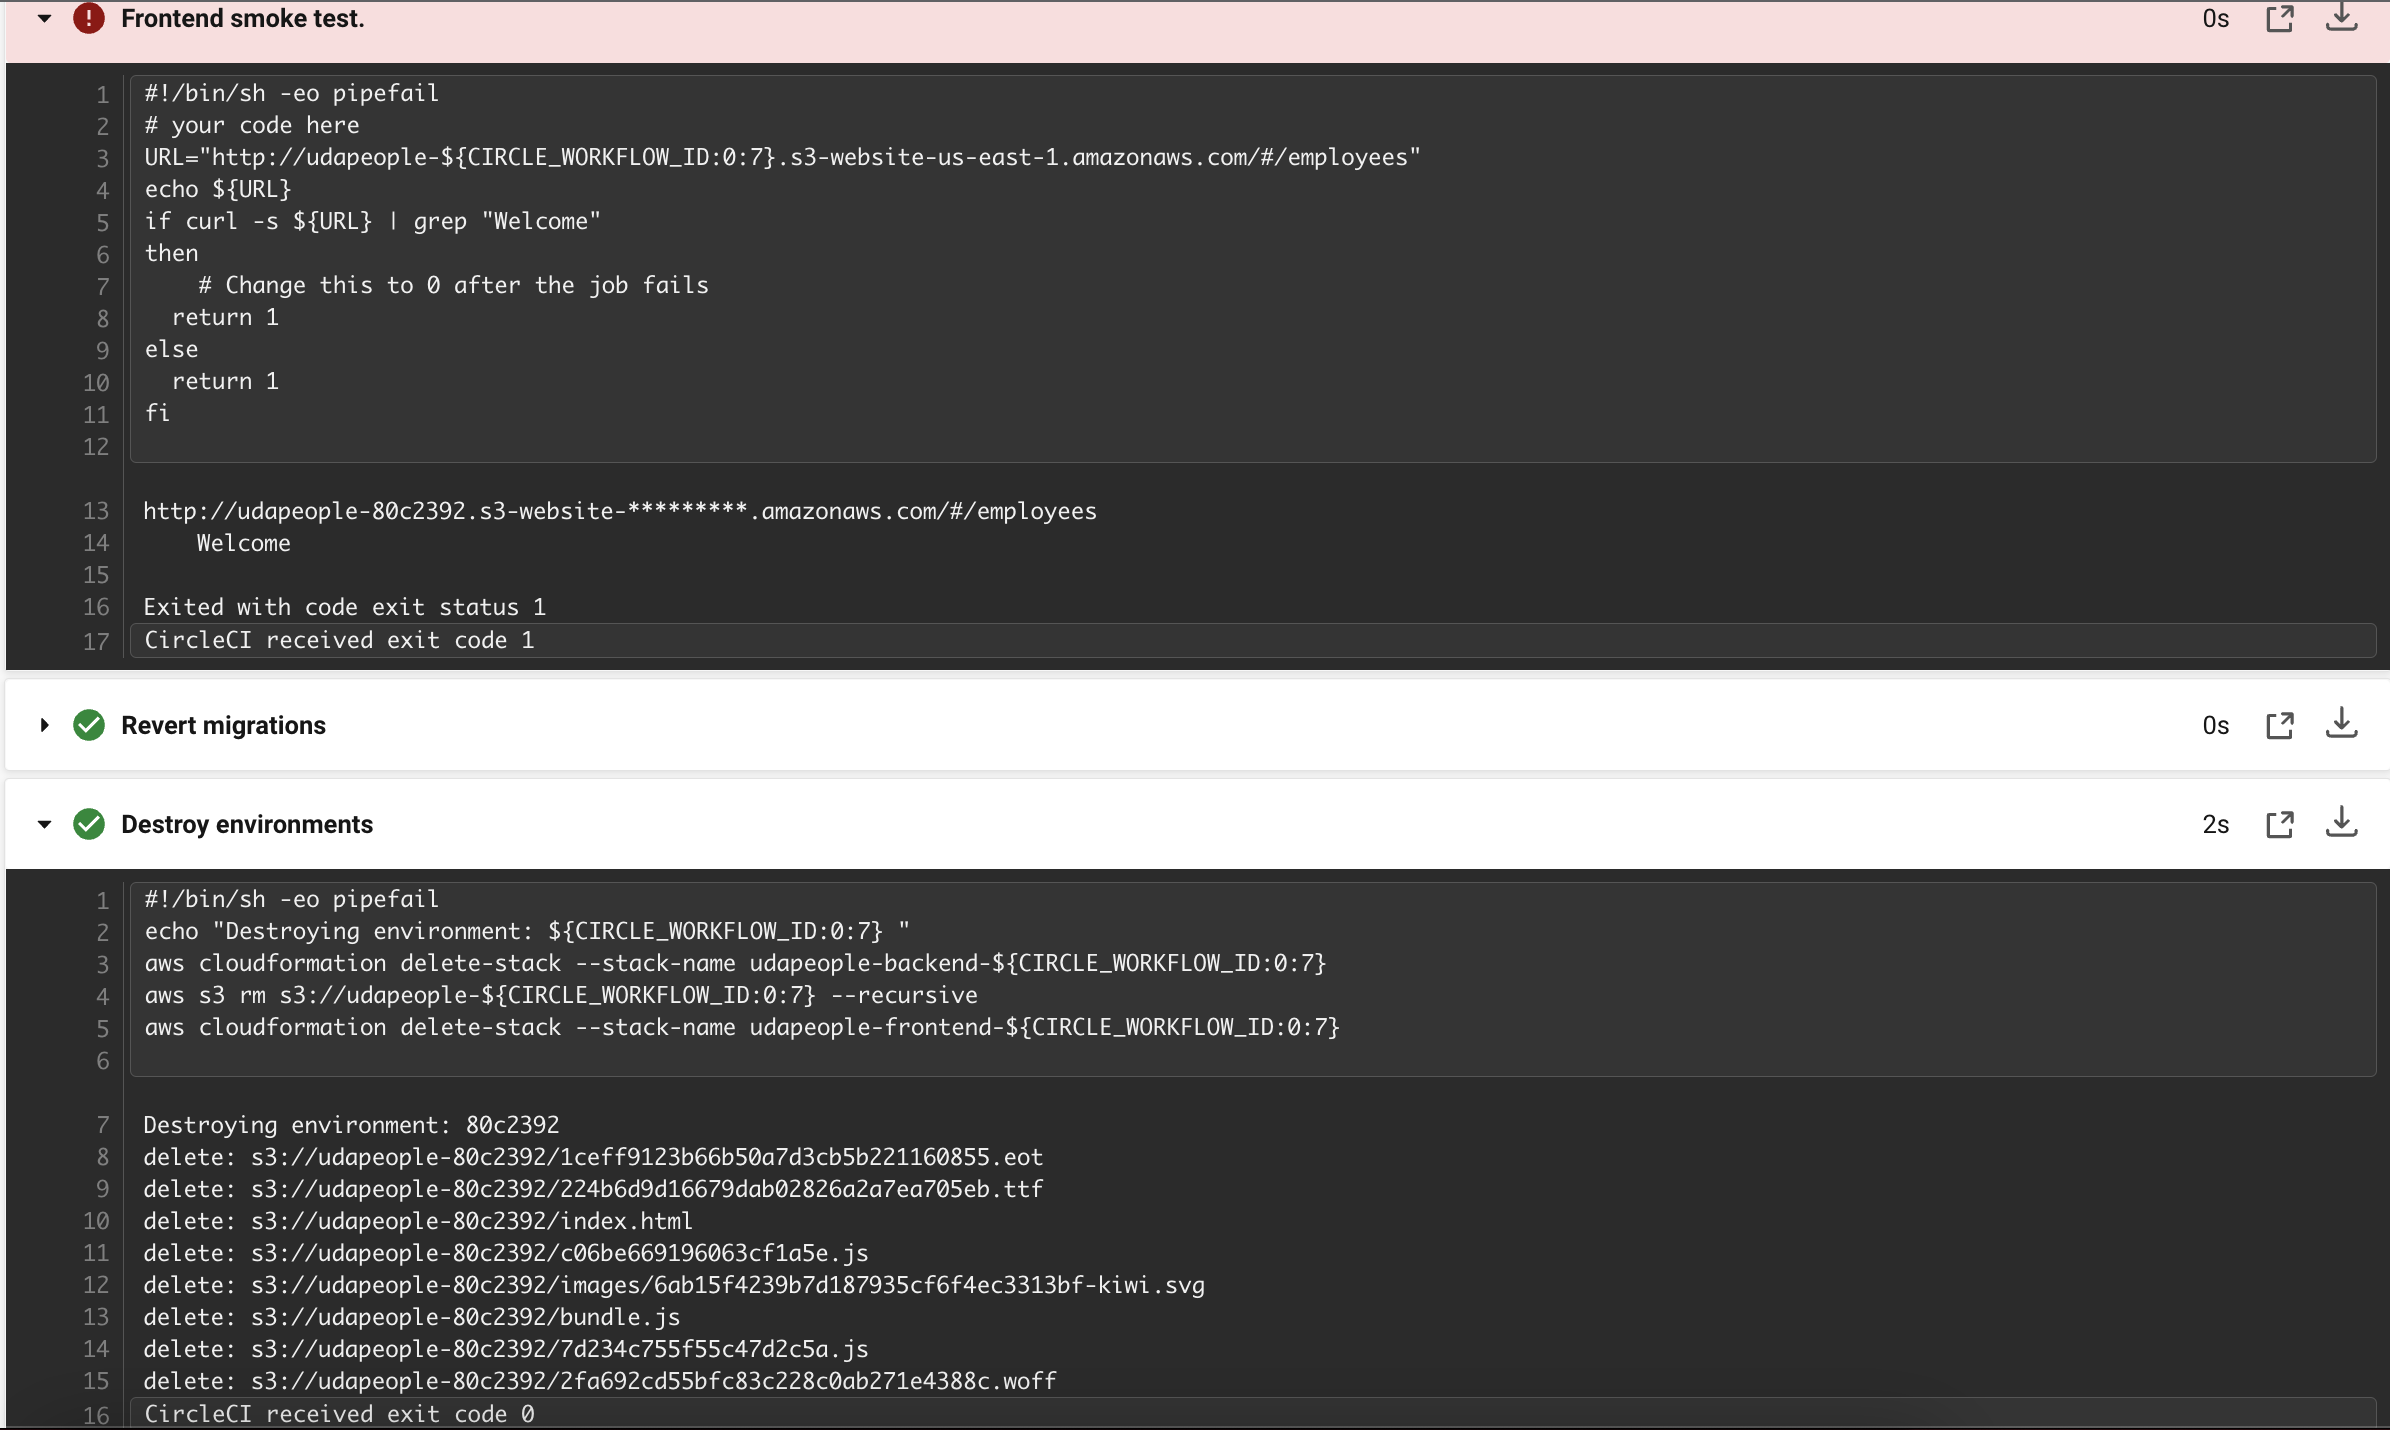 Frontend smoke test. 0s
1 #!/bin/sh -eo pipefail
2 # your code here
3 URL="http://udapeople-${CIRCLE_WORKFLOW_ID:0:7}.s3-website-us-east-1.amazonaws.com/#/employees"
4 echo ${URL}
5 if curl -s ${URL} | grep "Welcome"
6 then
7     # Change this to 0 after the job fails
8   return 1
9 else
10   return 1
11 fi
12
13 http://udapeople-80c2392.s3-website-*********.amazonaws.com/#/employees
14     Welcome
15
16 Exited with code exit status 1
17 CircleCI received exit code 1
Revert migrations 0s
Destroy environments 2s
1 #!/bin/sh -eo pipefail
2 echo "Destroying environment: ${CIRCLE_WORKFLOW_ID:0:7} "
3 aws cloudformation delete-stack --stack-name udapeople-backend-${CIRCLE_WORKFLOW_ID:0:7}
4 aws s3 rm s3://udapeople-${CIRCLE_WORKFLOW_ID:0:7} --recursive
5 aws cloudformation delete-stack --stack-name udapeople-frontend-${CIRCLE_WORKFLOW_ID:0:7}
6
7 Destroying environment: 80c2392
8 delete: s3://udapeople-80c2392/1ceff9123b66b50a7d3cb5b221160855.eot
9 delete: s3://udapeople-80c2392/224b6d9d16679dab02826a2a7ea705eb.ttf
10 delete: s3://udapeople-80c2392/index.html
11 delete: s3://udapeople-80c2392/c06be669196063cf1a5e.js
12 delete: s3://udapeople-80c2392/images/6ab15f4239b7d187935cf6f4ec3313bf-kiwi.svg
13 delete: s3://udapeople-80c2392/bundle.js
14 delete: s3://udapeople-80c2392/7d234c755f55c47d2c5a.js
15 delete: s3://udapeople-80c2392/2fa692cd55bfc83c228c0ab271e4388c.woff
16 CircleCI received exit code 0